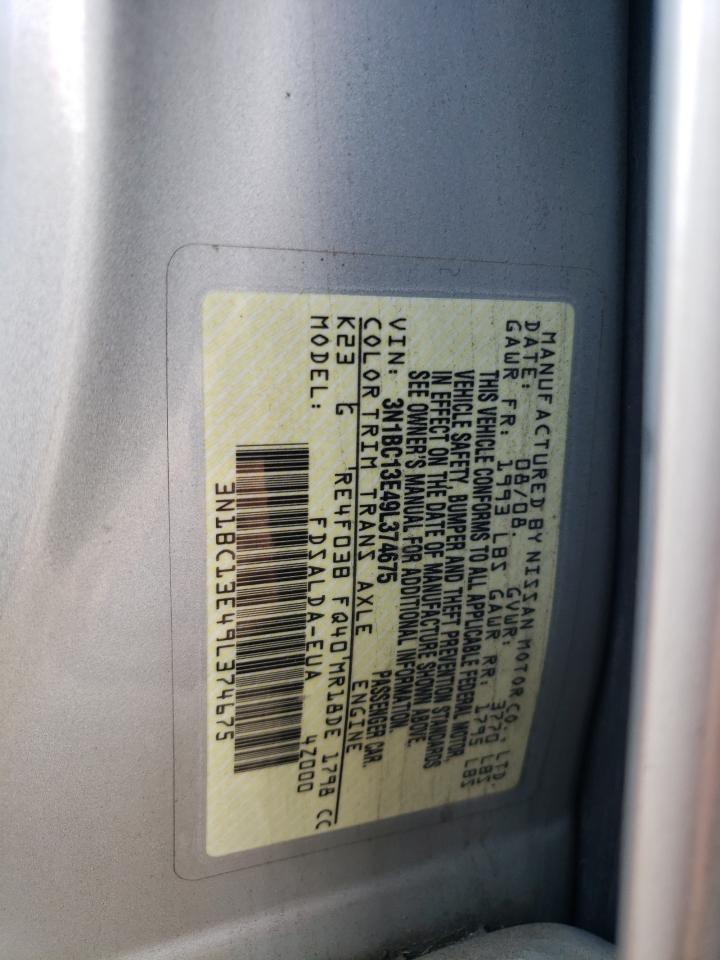 MANUFACTURED BY NISSAN MOTOR CO., LTD.
DATE: 08/08. GVWR: 3770 LBS
GAWR FR: 1993 LBS GAWR RR: 1795 LBS
THIS VEHICLE CONFORMS TO ALL APPLICABLE FEDERAL MOTOR,
VEHICLE SAFETY, BUMPER AND THEFT PREVENTION STANDARDS
IN EFFECT ON THE DATE OF MANUFACTURE SHOWN ABOVE.
SEE OWNER'S MANUAL FOR ADDITIONAL INFORMATION.
VIN: 3N1BC13E49L374675 PASSENGER CAR.
COLOR TRIM TRANS AXLE ENGINE
K23 G 'RE4F03B FQ40'MR18DE 1798 CC
MODEL: FDSALDA-EUA 4Z000
3N1BC13E49L374675